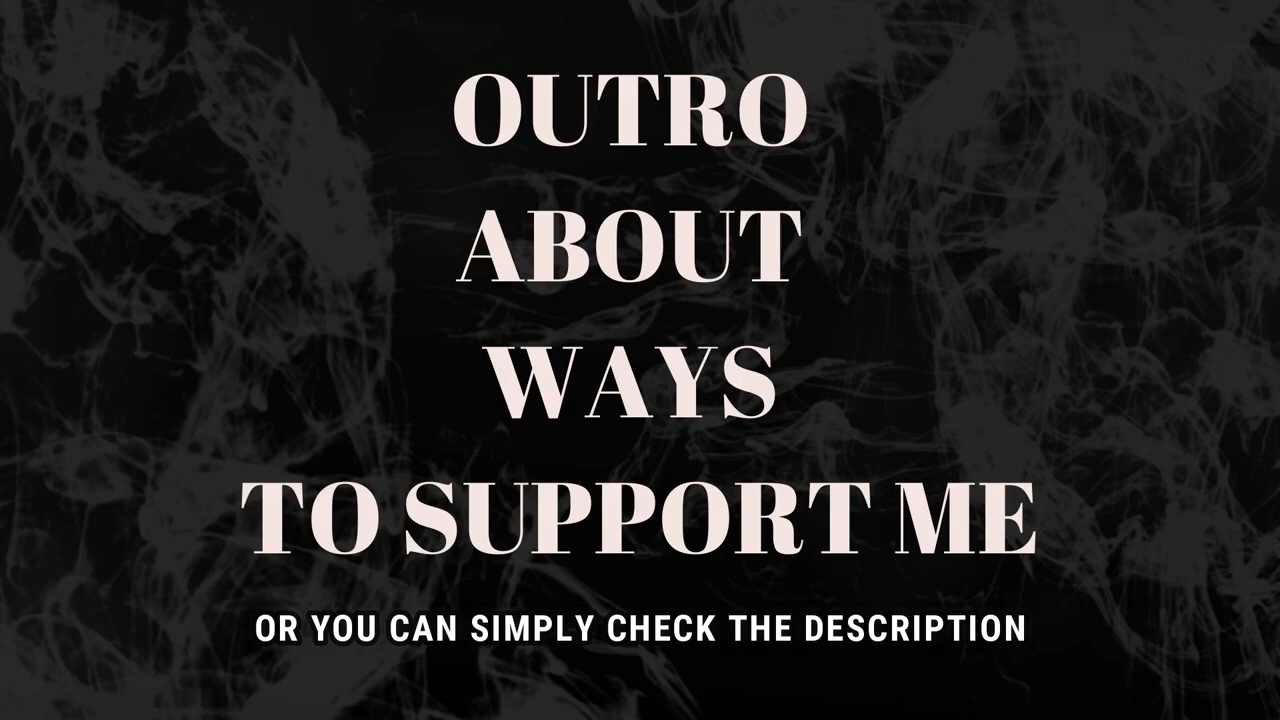 OUTRO
ABOUT
WAYS
TO SUPPORT ME
OR YOU CAN SIMPLY CHECK THE DESCRIPTION